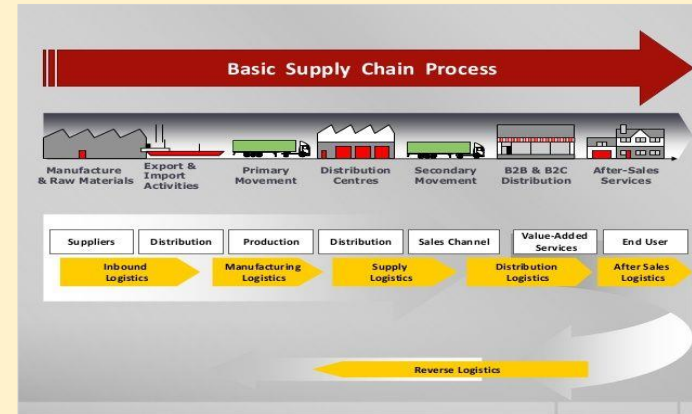 Basic Supply Chain Process
Manufacture
& Raw Materials
Export &
Import
Activities
Primary
Movement
Distribution
Centres
Secondary
Movement
B2B & B2C
Distribution
After-Sales
Services
Suppliers
Distribution
Production
Distribution
Sales Channel
Value-Added
Services
End User
Inbound
Logistics
Manufacturing
Logistics
Supply
Logistics
Distribution
Logistics
After Sales
Logistics
Reverse Logistics